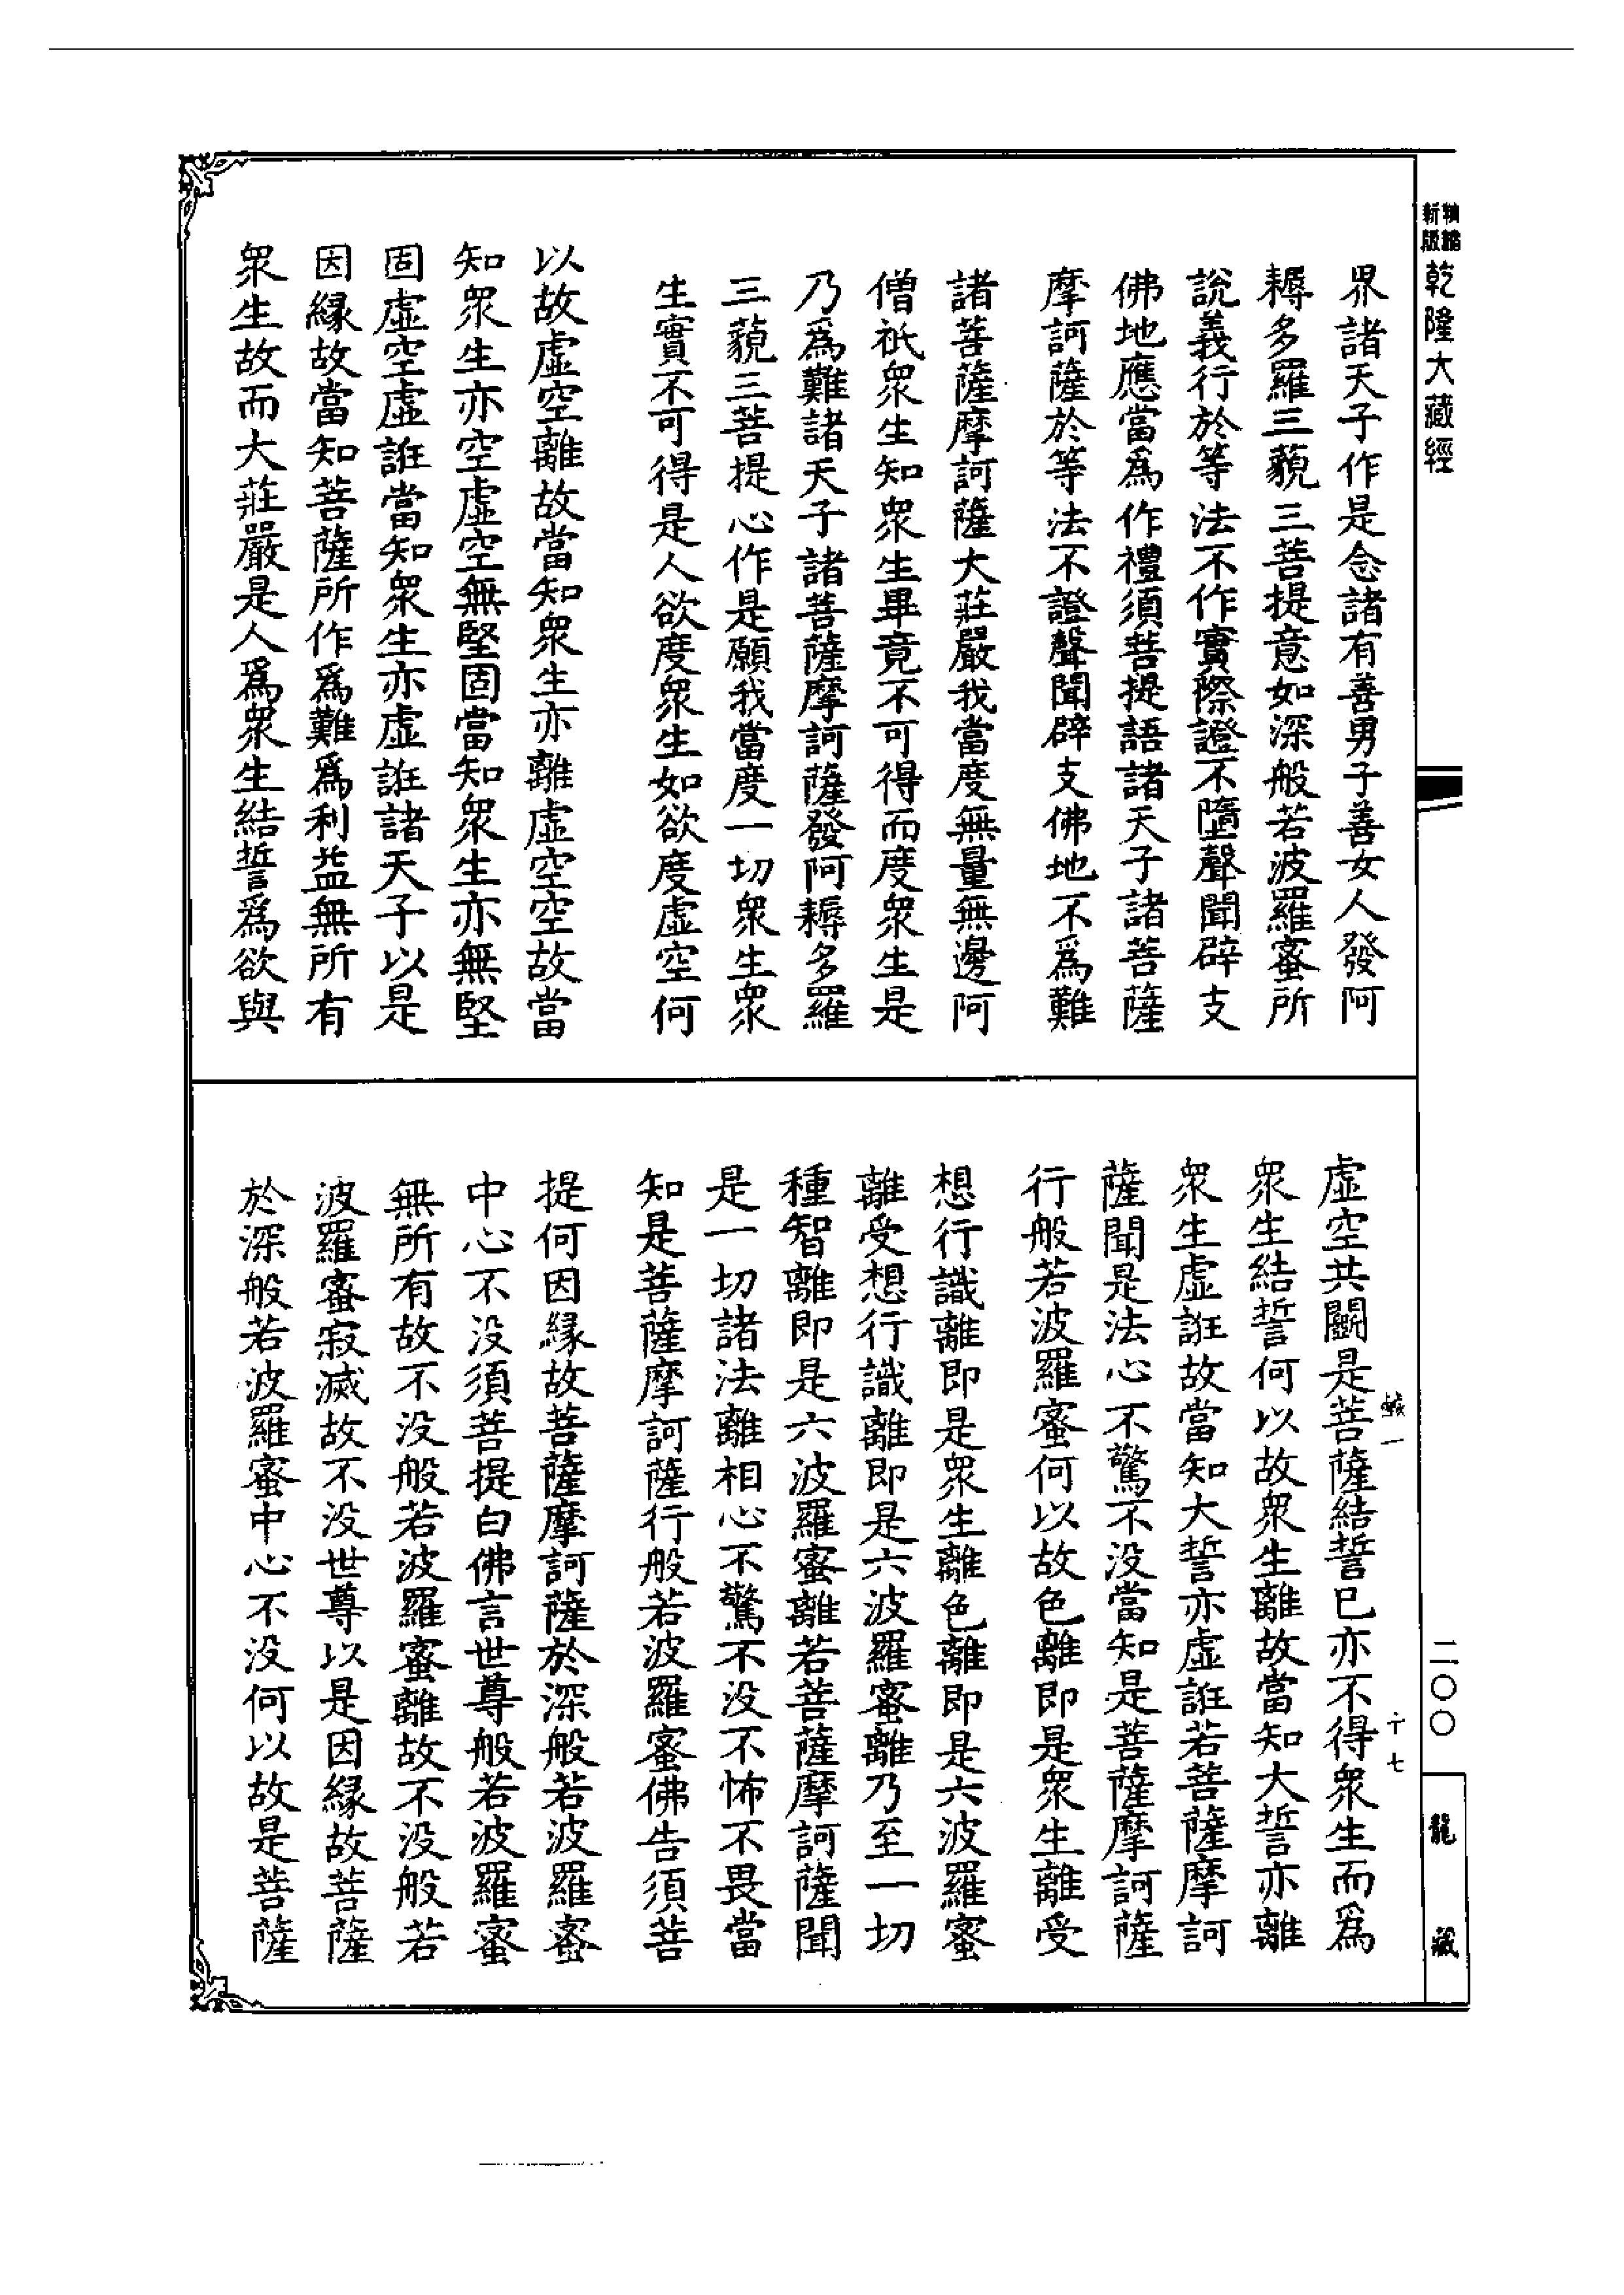 新版
乾隆大藏經
界諸天子作是念諸有善男子善女人發阿
耨多羅三藐三菩提意如深般若波羅蜜所
說義行於等法不作實際證不墮聲聞辟支
佛地應當為作禮須菩提語諸天子諸菩薩
摩訶薩於等法不證聲聞辟支佛地不為難
諸菩薩摩訶薩大莊嚴我當度無量無邊阿
僧祇衆生知衆生畢竟不可得而度衆生是
乃為難諸天子諸菩薩摩訶薩發阿耨多羅
三藐三菩提心作是願我當度一切衆生衆
生實不可得是人欲度衆生如欲度虛空何
以故虛空離故當知衆生亦離虛空空故當
知衆生亦空虛空無堅固當知衆生亦無堅
固虛空虛誑當知衆生亦虛誑諸天子以是
因緣故當知菩薩所作為難為利益無所有
衆生故而大莊嚴是人為衆生結誓為欲與
虛空共鬪是菩薩結誓已亦不得衆生而為
衆生結誓何以故衆生離故當知大誓亦離
衆生虛誑故當知大誓亦虛誑若菩薩摩訶
薩聞是法心不驚不没當知是菩薩摩訶薩
行般若波羅蜜何以故色離即是衆生離受
想行識離即是衆生離色離即是六波羅蜜
離受想行識離即是六波羅蜜離乃至一切
種智離即是六波羅蜜離若菩薩摩訶薩聞
是一切諸法離相心不驚不没不怖不畏當
知是菩薩摩訶薩行般若波羅蜜佛告須菩
提何因緣故菩薩摩訶薩於深般若波羅蜜
中心不没須菩提白佛言世尊般若波羅蜜
無所有故不没般若波羅蜜離故不没般若
波羅蜜寂滅故不没世尊以是因緣故菩薩
於深般若波羅蜜中心不没何以故是菩薩
鹹一
十七
二〇〇
龍藏